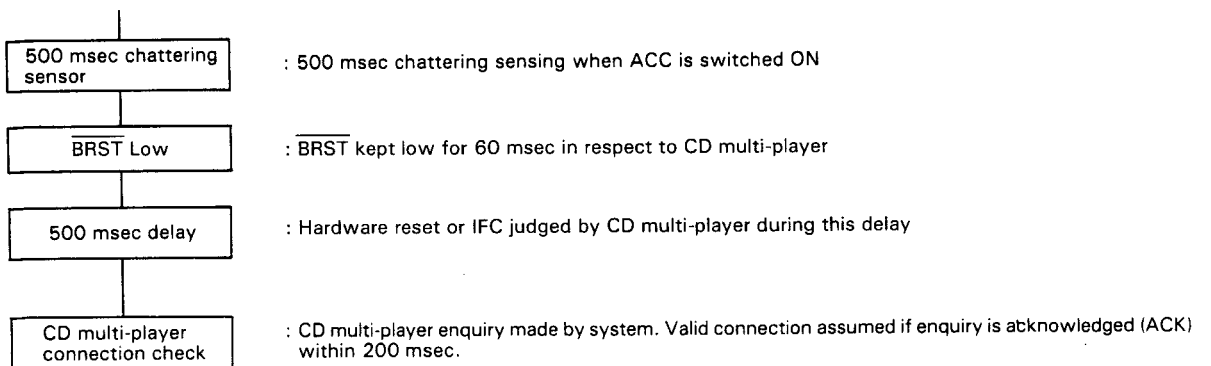 500 msec chattering
sensor
: 500 msec chattering sensing when ACC is switched ON
B̅R̅S̅T̅ Low
: B̅R̅S̅T̅ kept low for 60 msec in respect to CD multi-player
500 msec delay
: Hardware reset or IFC judged by CD multi-player during this delay
CD multi-player
connection check
: CD multi-player enquiry made by system. Valid connection assumed if enquiry is acknowledged (ACK)
within 200 msec.